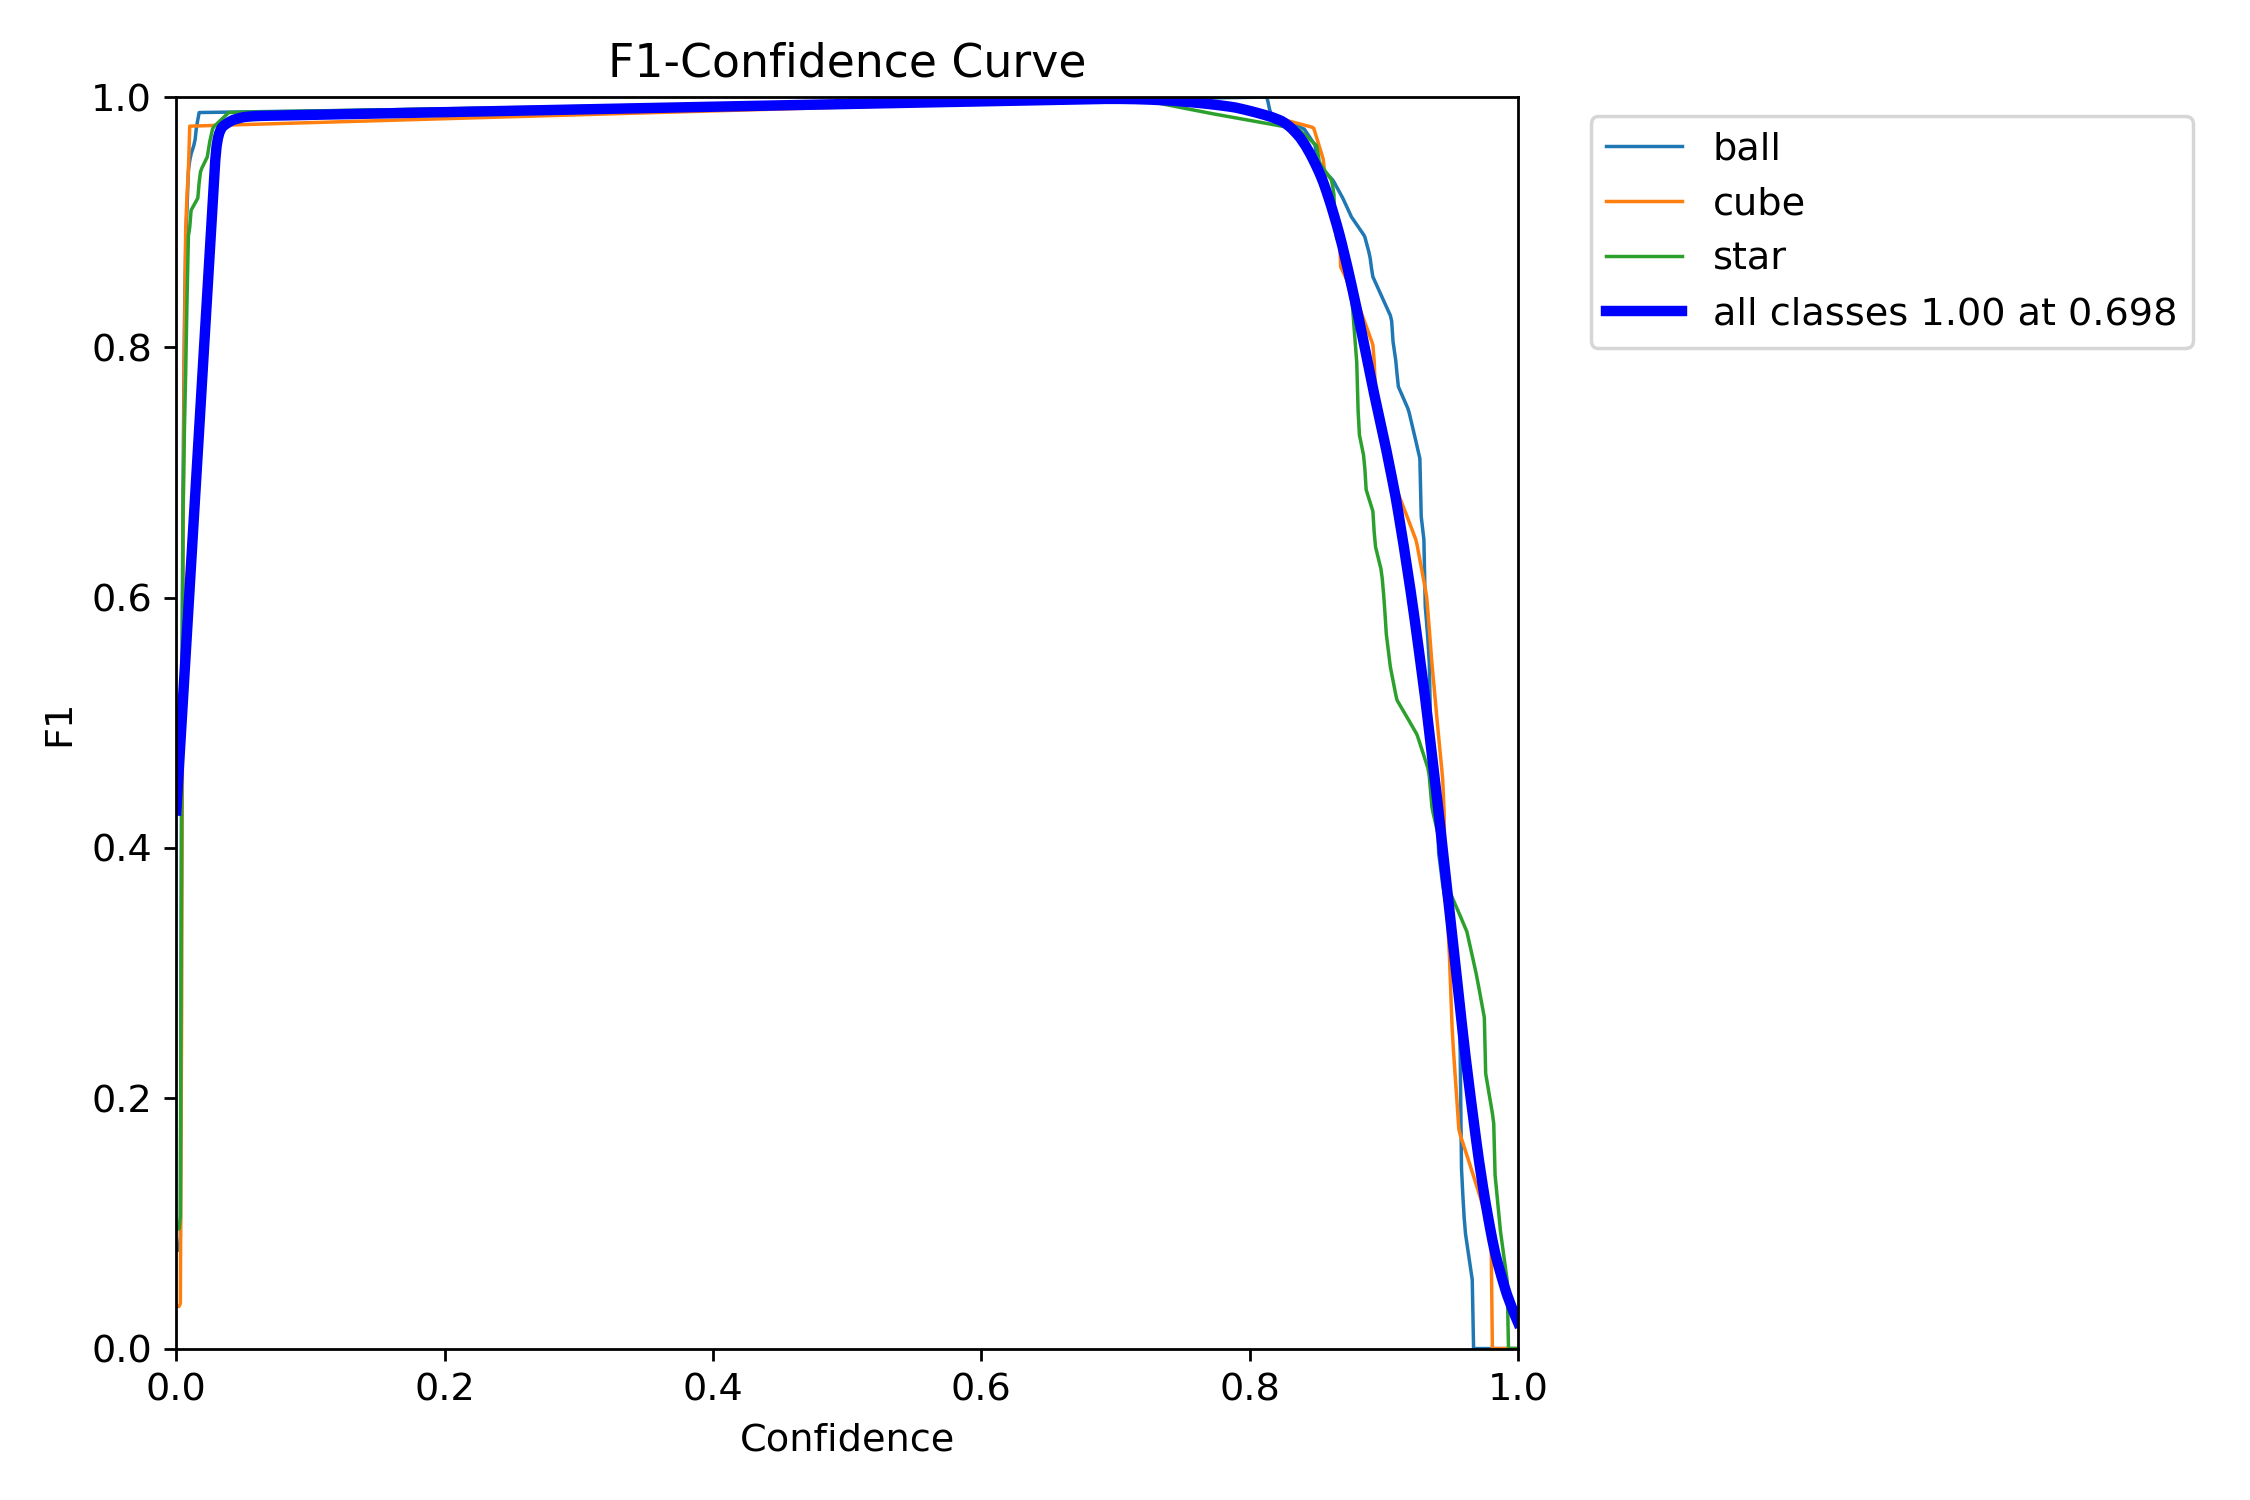 F1-Confidence Curve
1.0
0.8
0.6
0.4
0.2
0.0
F1
0.0 0.2 0.4 0.6 0.8 1.0
Confidence
ball
cube
star
all classes 1.00 at 0.698